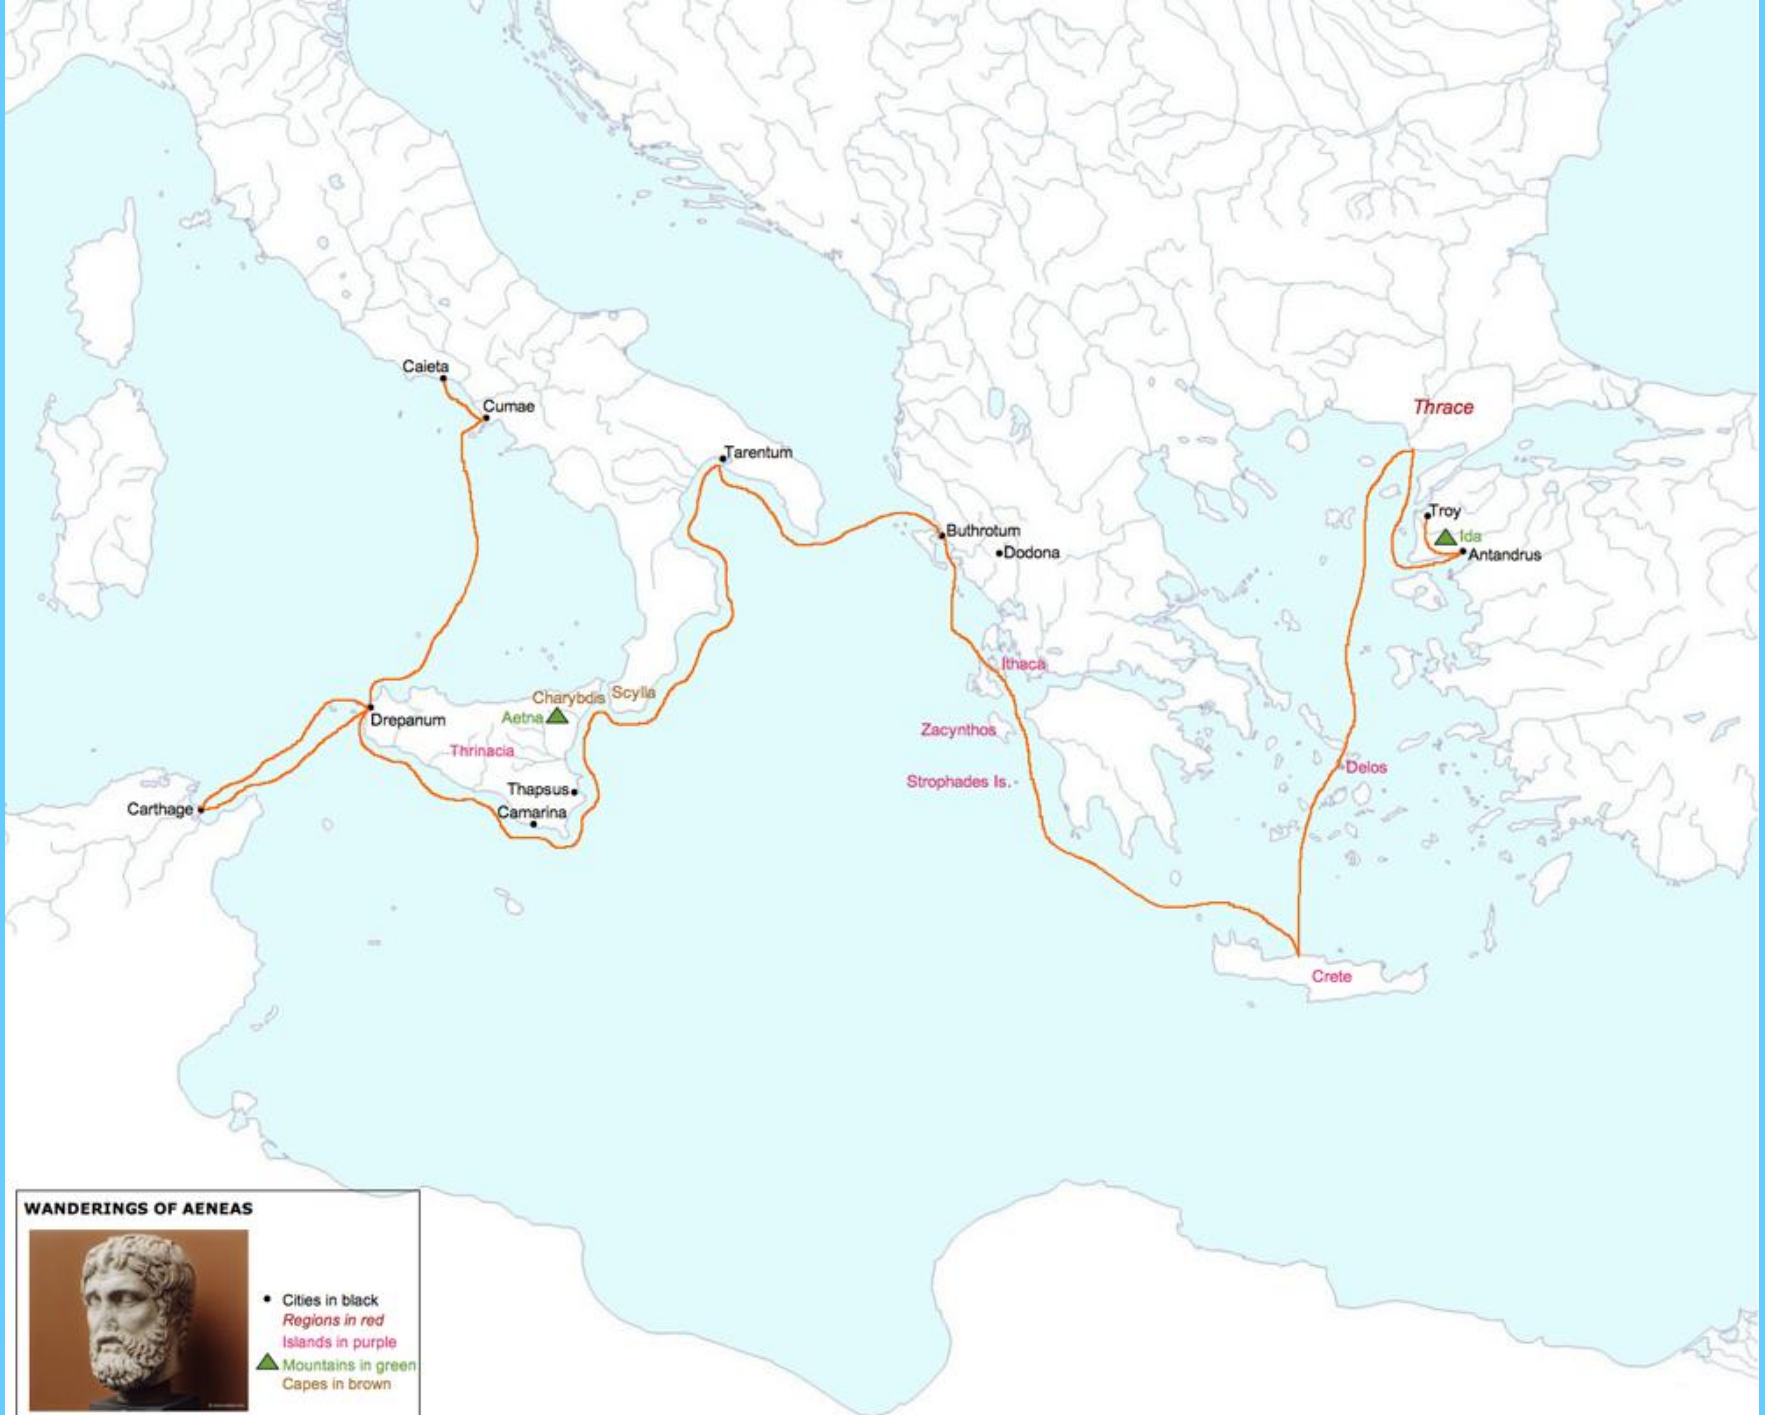 Caieta
Cumae
Thrace
Tarentum
Troy
Buthrotum
Ida
Dodona
Antandrus
Ithaca
Charybdis
Scylla
Aetna
Drepanum
Zacynthos
Thrinacia
Delos
Strophades Is.
Thapsus
Carthage
Camarina
Crete
WANDERINGS OF AENEAS
Cities in black
Regions in red
Islands in purple
Mountains in green
Capes in brown